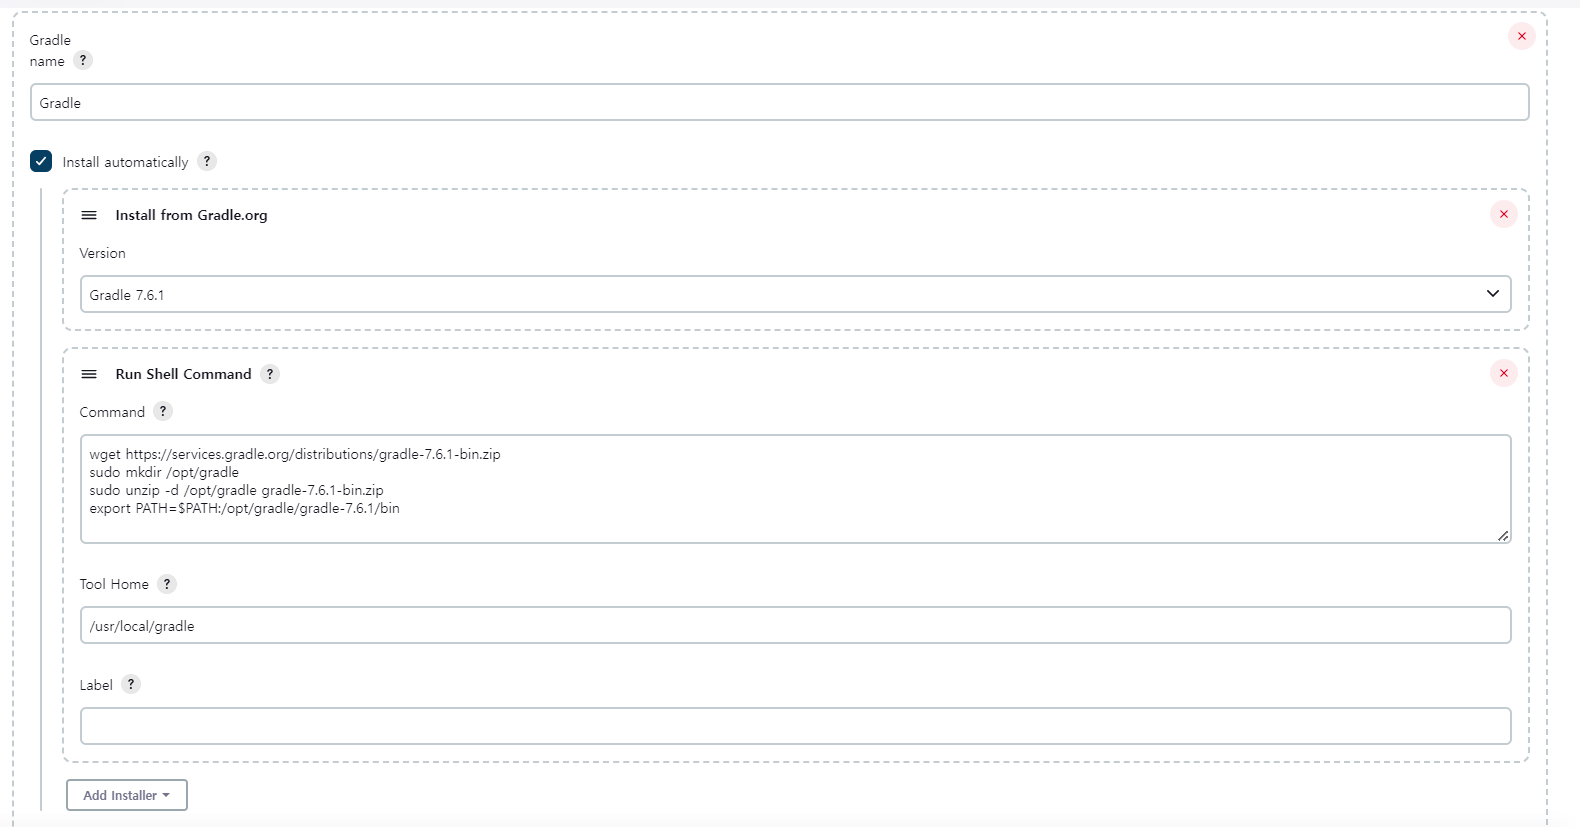 Gradle
name ?
Gradle
Install automatically ?
Install from Gradle.org
Version
Gradle 7.6.1
Run Shell Command ?
Command ?
wget https://services.gradle.org/distributions/gradle-7.6.1-bin.zip
sudo mkdir /opt/gradle
sudo unzip -d /opt/gradle gradle-7.6.1-bin.zip
export PATH=$PATH:/opt/gradle/gradle-7.6.1/bin
Tool Home ?
/usr/local/gradle
Label ?
Add Installer